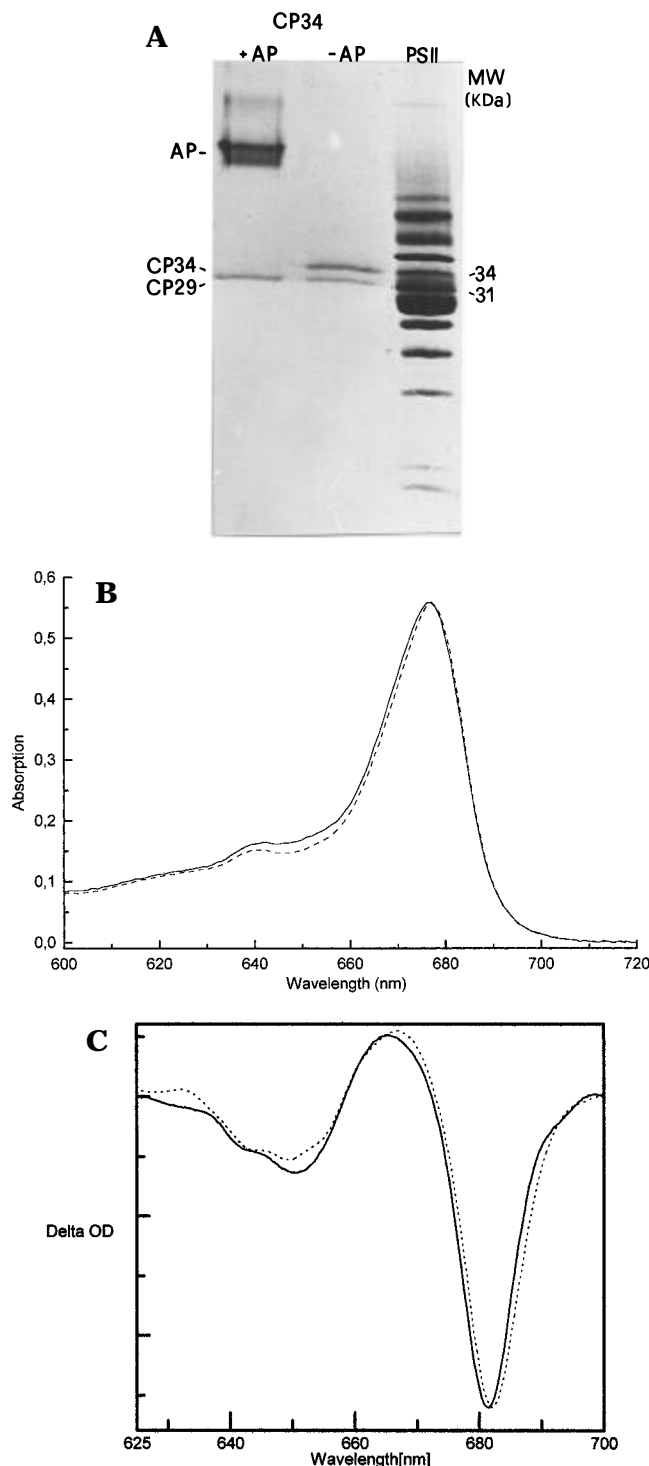 CP34
A
+AP -AP PSII
MW
(KDa)
AP-
CP34
CP29
-34
-31
B
0,6
0,5
0,4
0,3
0,2
0,1
0,0
Absorption
600 620 640 660 680 700 720
Wavelength (nm)
C
Delta OD
625 640 660 680 700
Wavelength[nm]